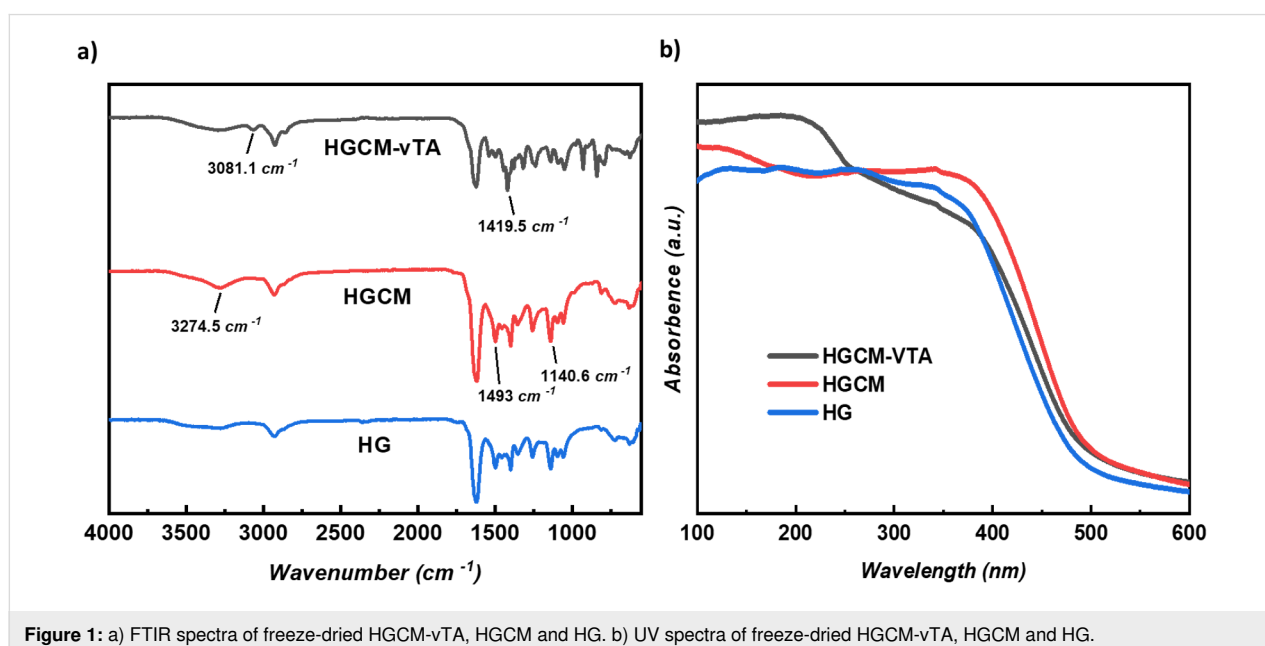 a)
HGCM-vTA
3081.1 cm -1
1419.5 cm -1
HGCM
3274.5 cm -1
1493 cm -1
1140.6 cm -1
HG
4000 3500 3000 2500 2000 1500 1000
Wavenumber (cm -1)
b)
Absorbence (a.u.)
HGCM-VTA
HGCM
HG
100 200 300 400 500 600
Wavelength (nm)
Figure 1: a) FTIR spectra of freeze-dried HGCM-vTA, HGCM and HG. b) UV spectra of freeze-dried HGCM-vTA, HGCM and HG.